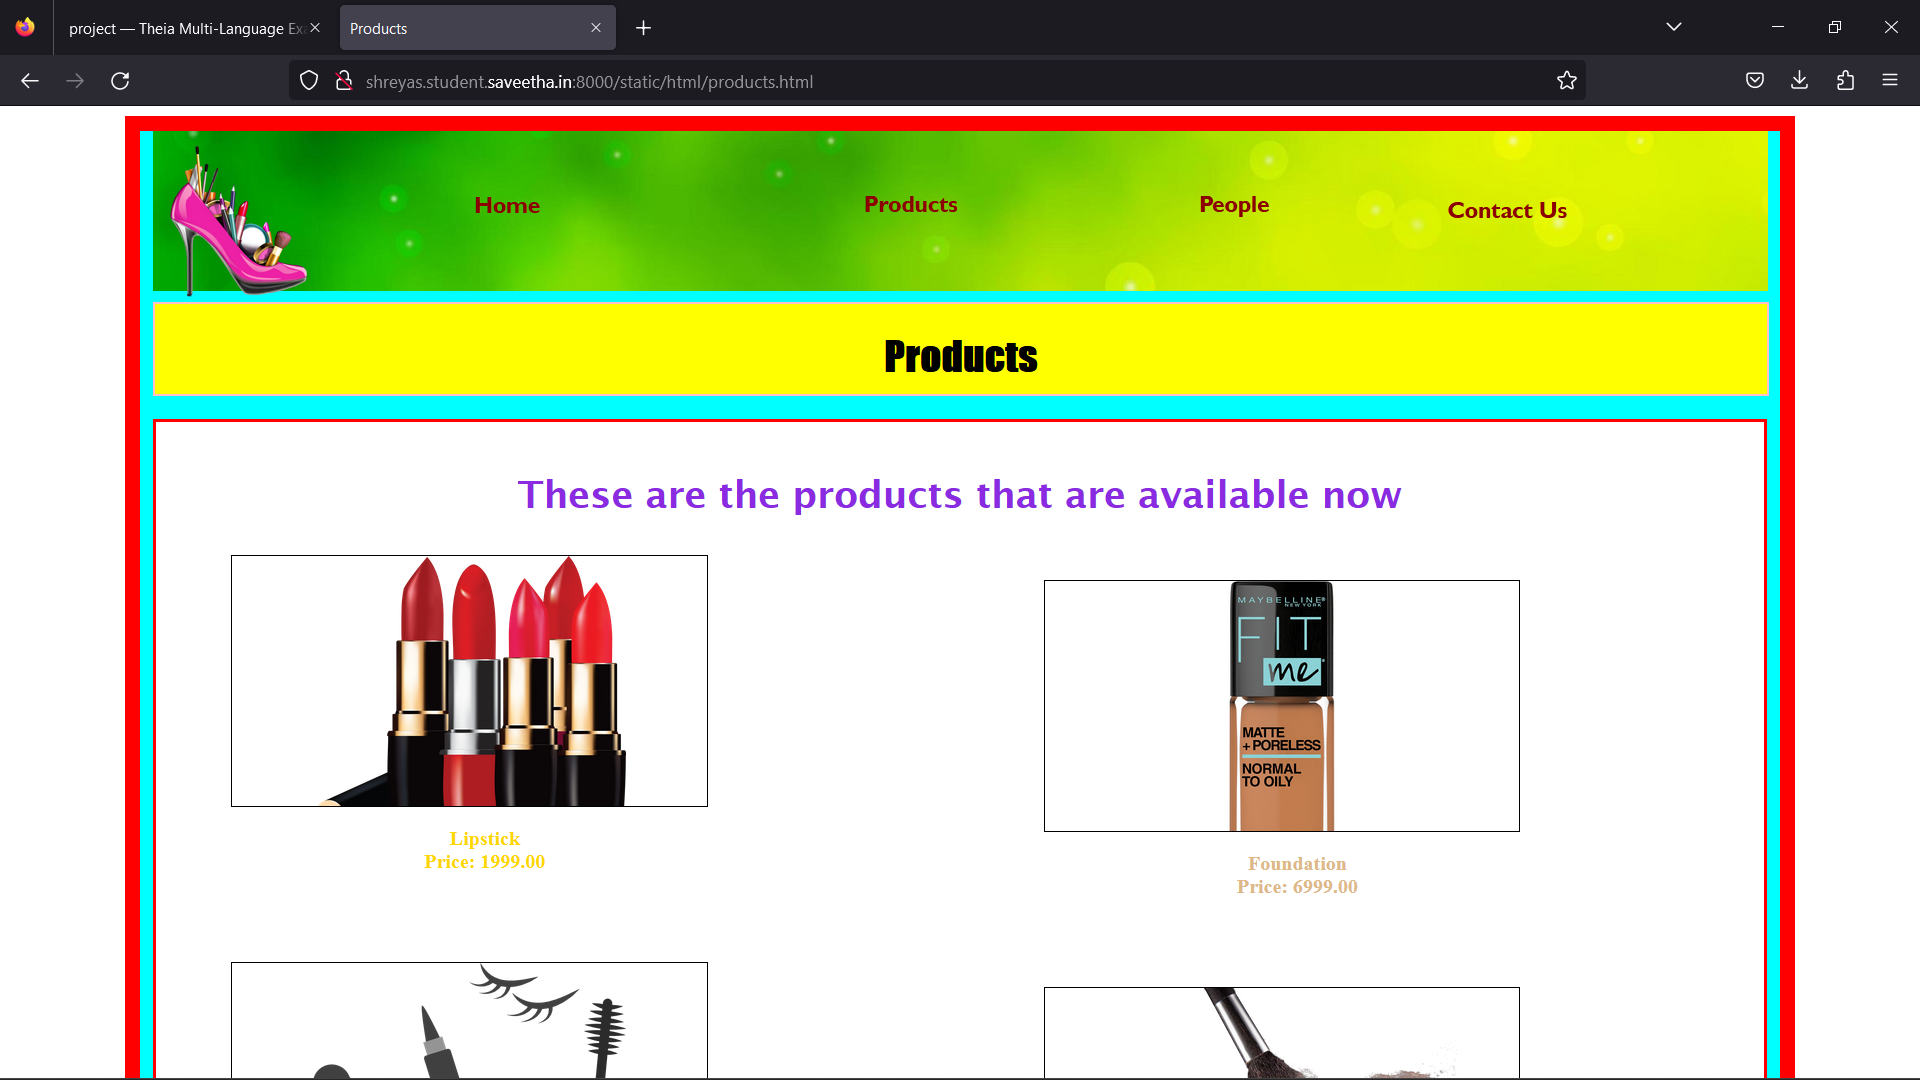 project — Theia Multi-Language Ex
Products
shreyas.student.saveetha.in:8000/static/html/products.html
Home
Products
People
Contact Us
Products
These are the products that are available now
Lipstick
Price: 1999.00
MAYBELLINE
NEW YORK
FIT
me
MATTE
+ PORELESS
NORMAL
TO OILY
Foundation
Price: 6999.00